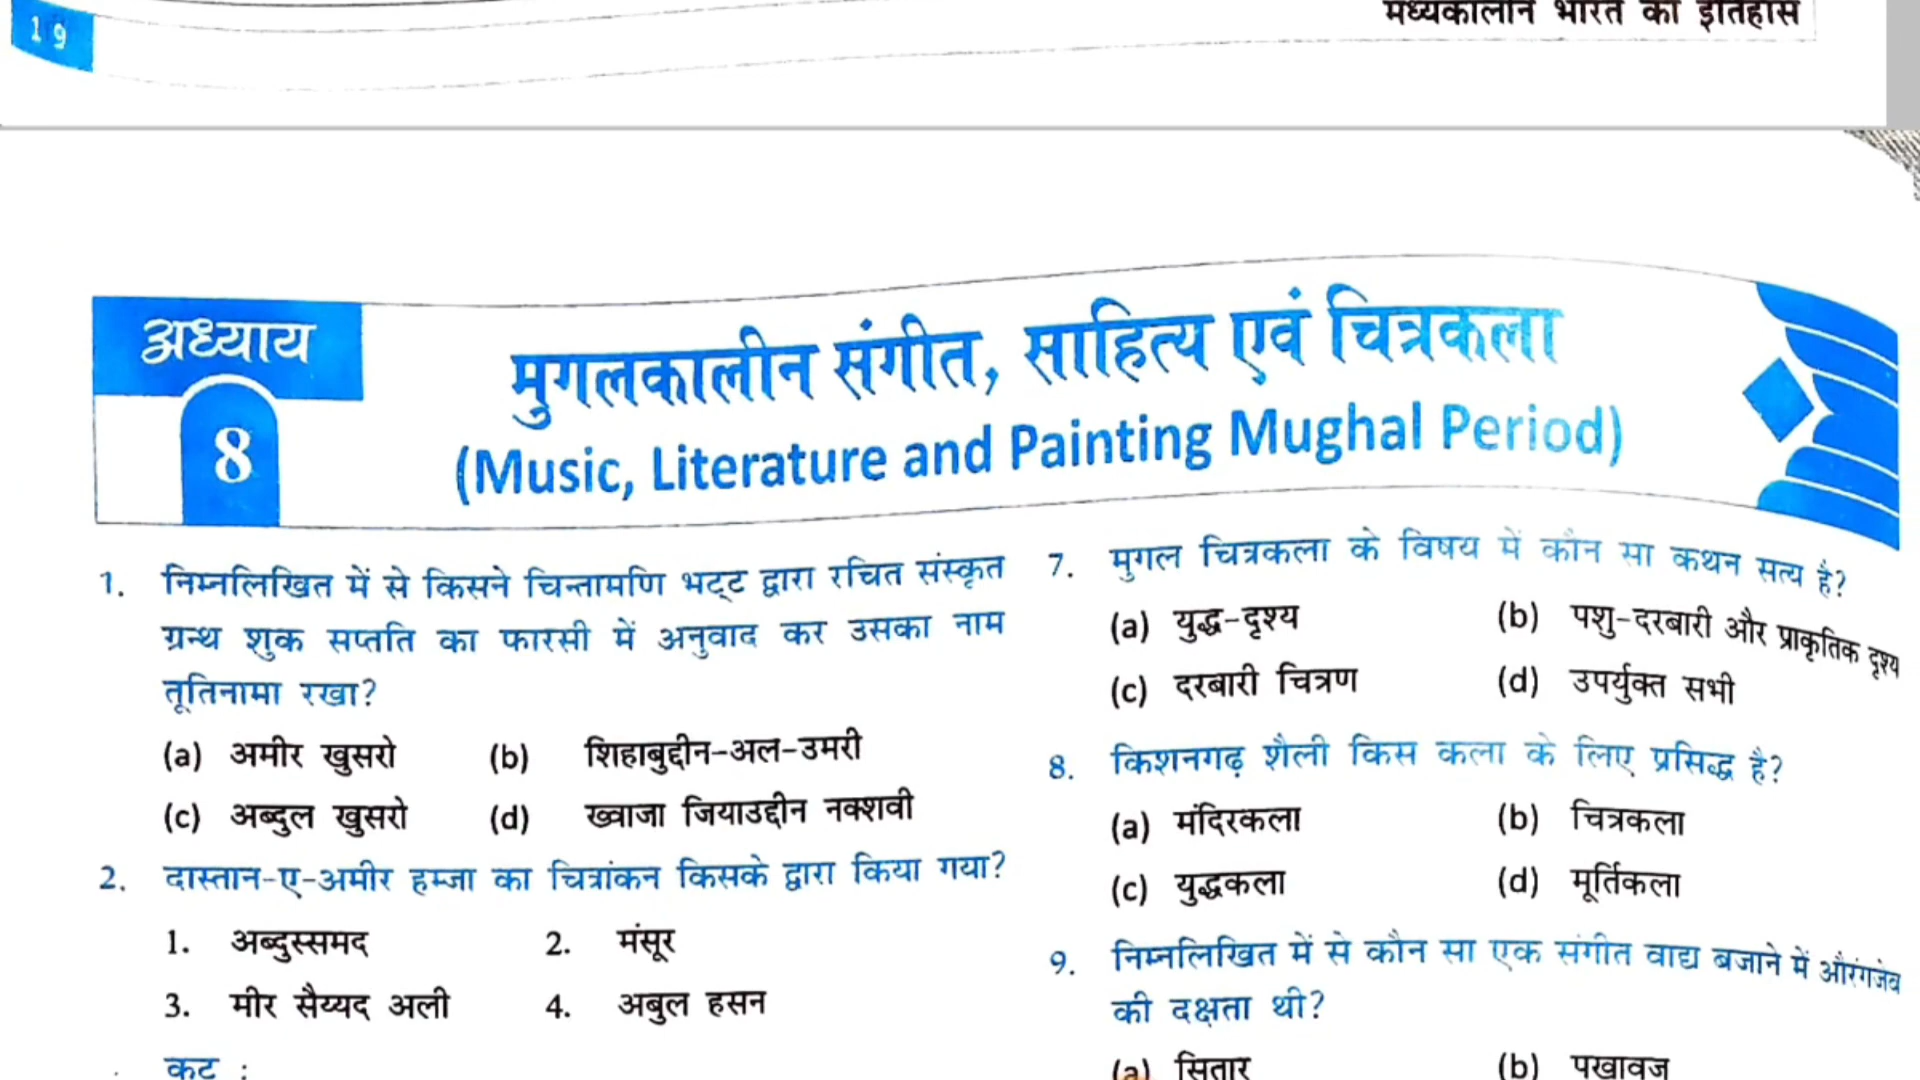 19
मध्यकालीन भारत का इतिहास
अध्याय
8
मुगलकालीन संगीत, साहित्य एवं चित्रकला
(Music, Literature and Painting Mughal Period)
1. निम्नलिखित में से किसने चिन्तामणि भट्ट द्वारा रचित संस्कृत
ग्रन्थ शुक सप्तति का फारसी में अनुवाद कर उसका नाम
तूतिनामा रखा?
(a) अमीर खुसरो (b) शिहाबुद्दीन-अल-उमरी
(c) अब्दुल खुसरो (d) ख्वाजा जियाउद्दीन नक्शवी
2. दास्तान-ए-अमीर हम्जा का चित्रांकन किसके द्वारा किया गया?
1. अब्दुस्समद 2. मंसूर
3. मीर सैय्यद अली 4. अबुल हसन
कट :
7. मुगल चित्रकला के विषय में कौन सा कथन सत्य है?
(a) युद्ध-दृश्य (b) पशु-दरबारी और प्राकृतिक दृश्य
(c) दरबारी चित्रण (d) उपर्युक्त सभी
8. किशनगढ़ शैली किस कला के लिए प्रसिद्ध है?
(a) मंदिरकला (b) चित्रकला
(c) युद्धकला (d) मूर्तिकला
9. निम्नलिखित में से कौन सा एक संगीत वाद्य बजाने में औरंगजेब
की दक्षता थी?
(a) सितार (b) पखावज